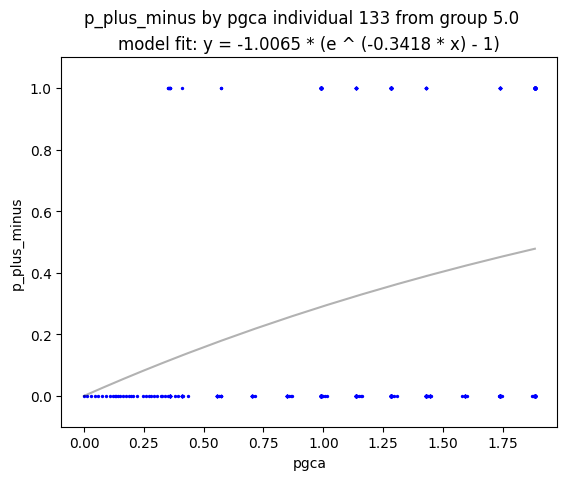 p_plus_minus by pgca individual 133 from group 5.0
model fit: y = -1.0065 * (e ^ (-0.3418 * x) - 1)
1.0
0.8
0.6
0.4
0.2
0.0
p_plus_minus
0.00 0.25 0.50 0.75 1.00 1.25 1.50 1.75
pgca